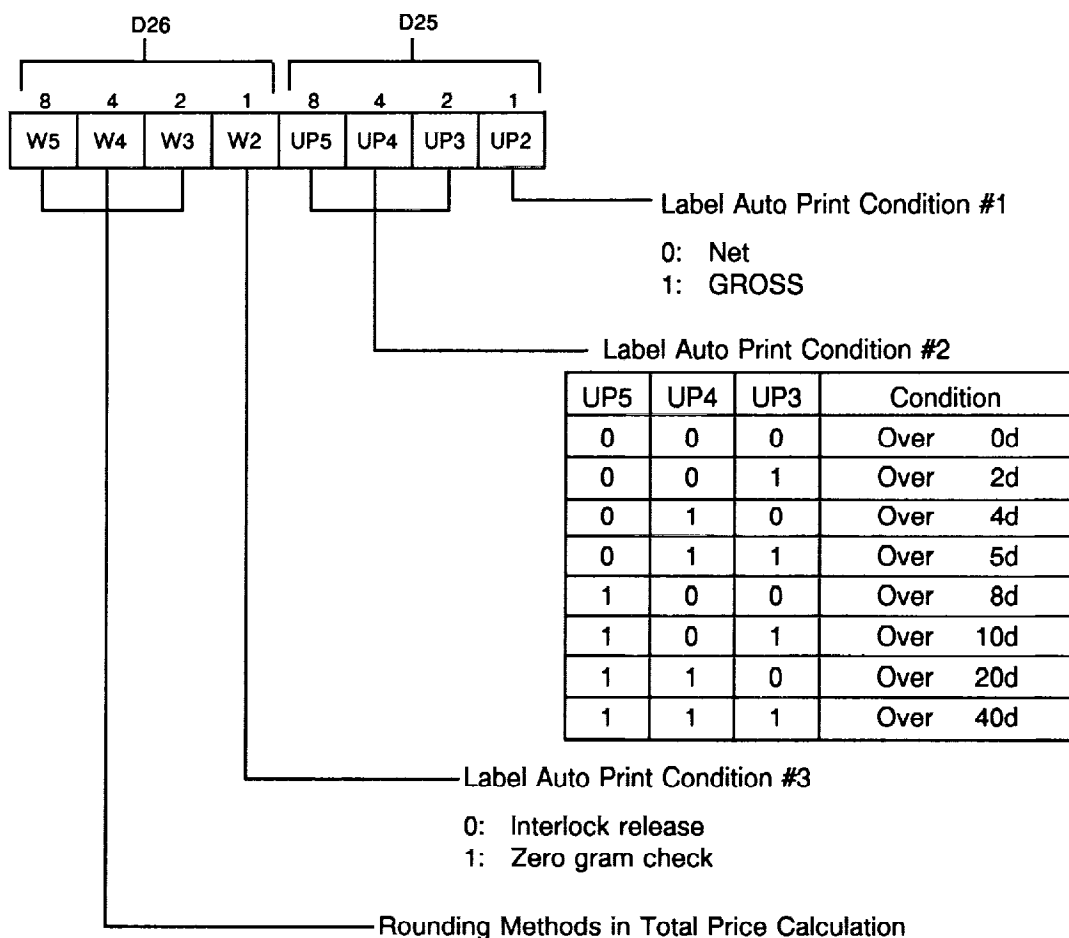 D26 D25
8 4 2 1 8 4 2 1
W5 W4 W3 W2 UP5 UP4 UP3 UP2
Label Auto Print Condition #1
0: Net
1: GROSS
Label Auto Print Condition #2
UP5 UP4 UP3 Condition
0 0 0 Over 0d
0 0 1 Over 2d
0 1 0 Over 4d
0 1 1 Over 5d
1 0 0 Over 8d
1 0 1 Over 10d
1 1 0 Over 20d
1 1 1 Over 40d
Label Auto Print Condition #3
0: Interlock release
1: Zero gram check
Rounding Methods in Total Price Calculation